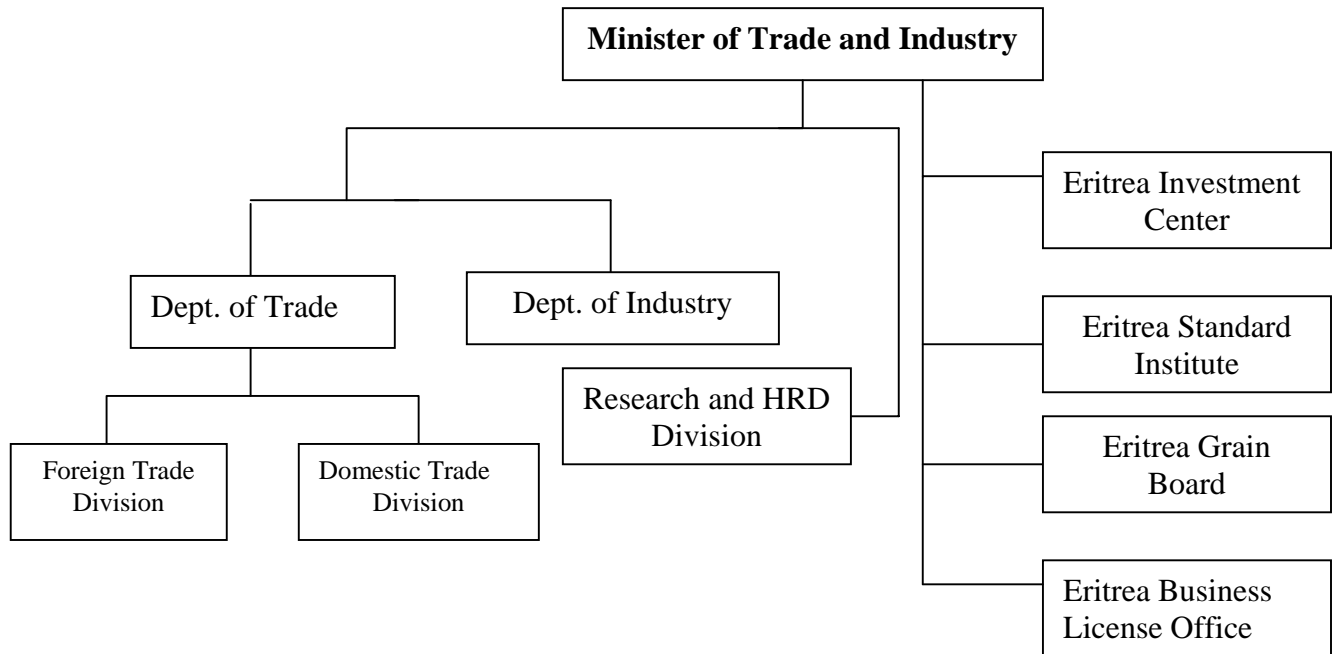 Minister of Trade and Industry
Eritrea Investment
Center
Dept. of Trade
Dept. of Industry
Eritrea Standard
Institute
Research and HRD
Division
Foreign Trade
Division
Domestic Trade
Division
Eritrea Grain
Board
Eritrea Business
License Office